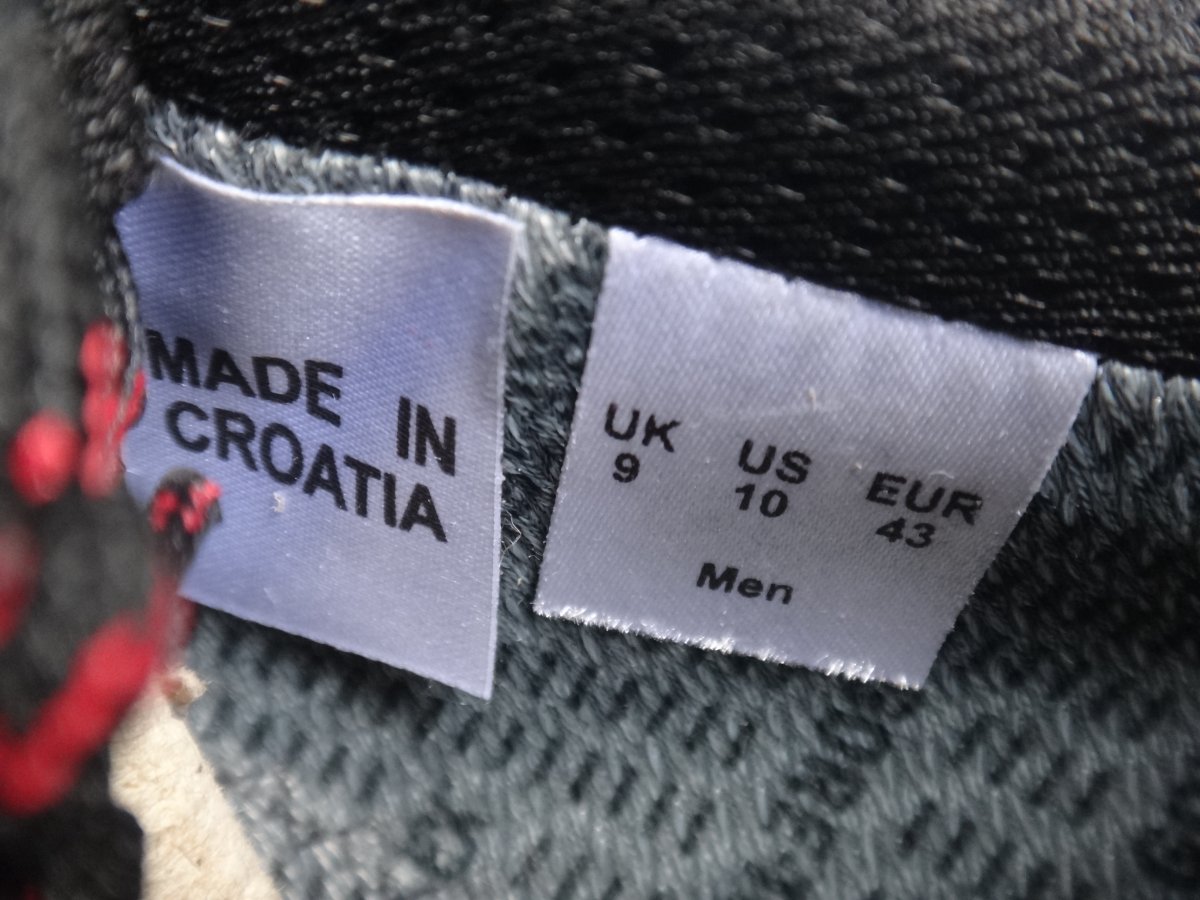 MADE IN
CROATIA
UK US EUR
9 10 43
Men